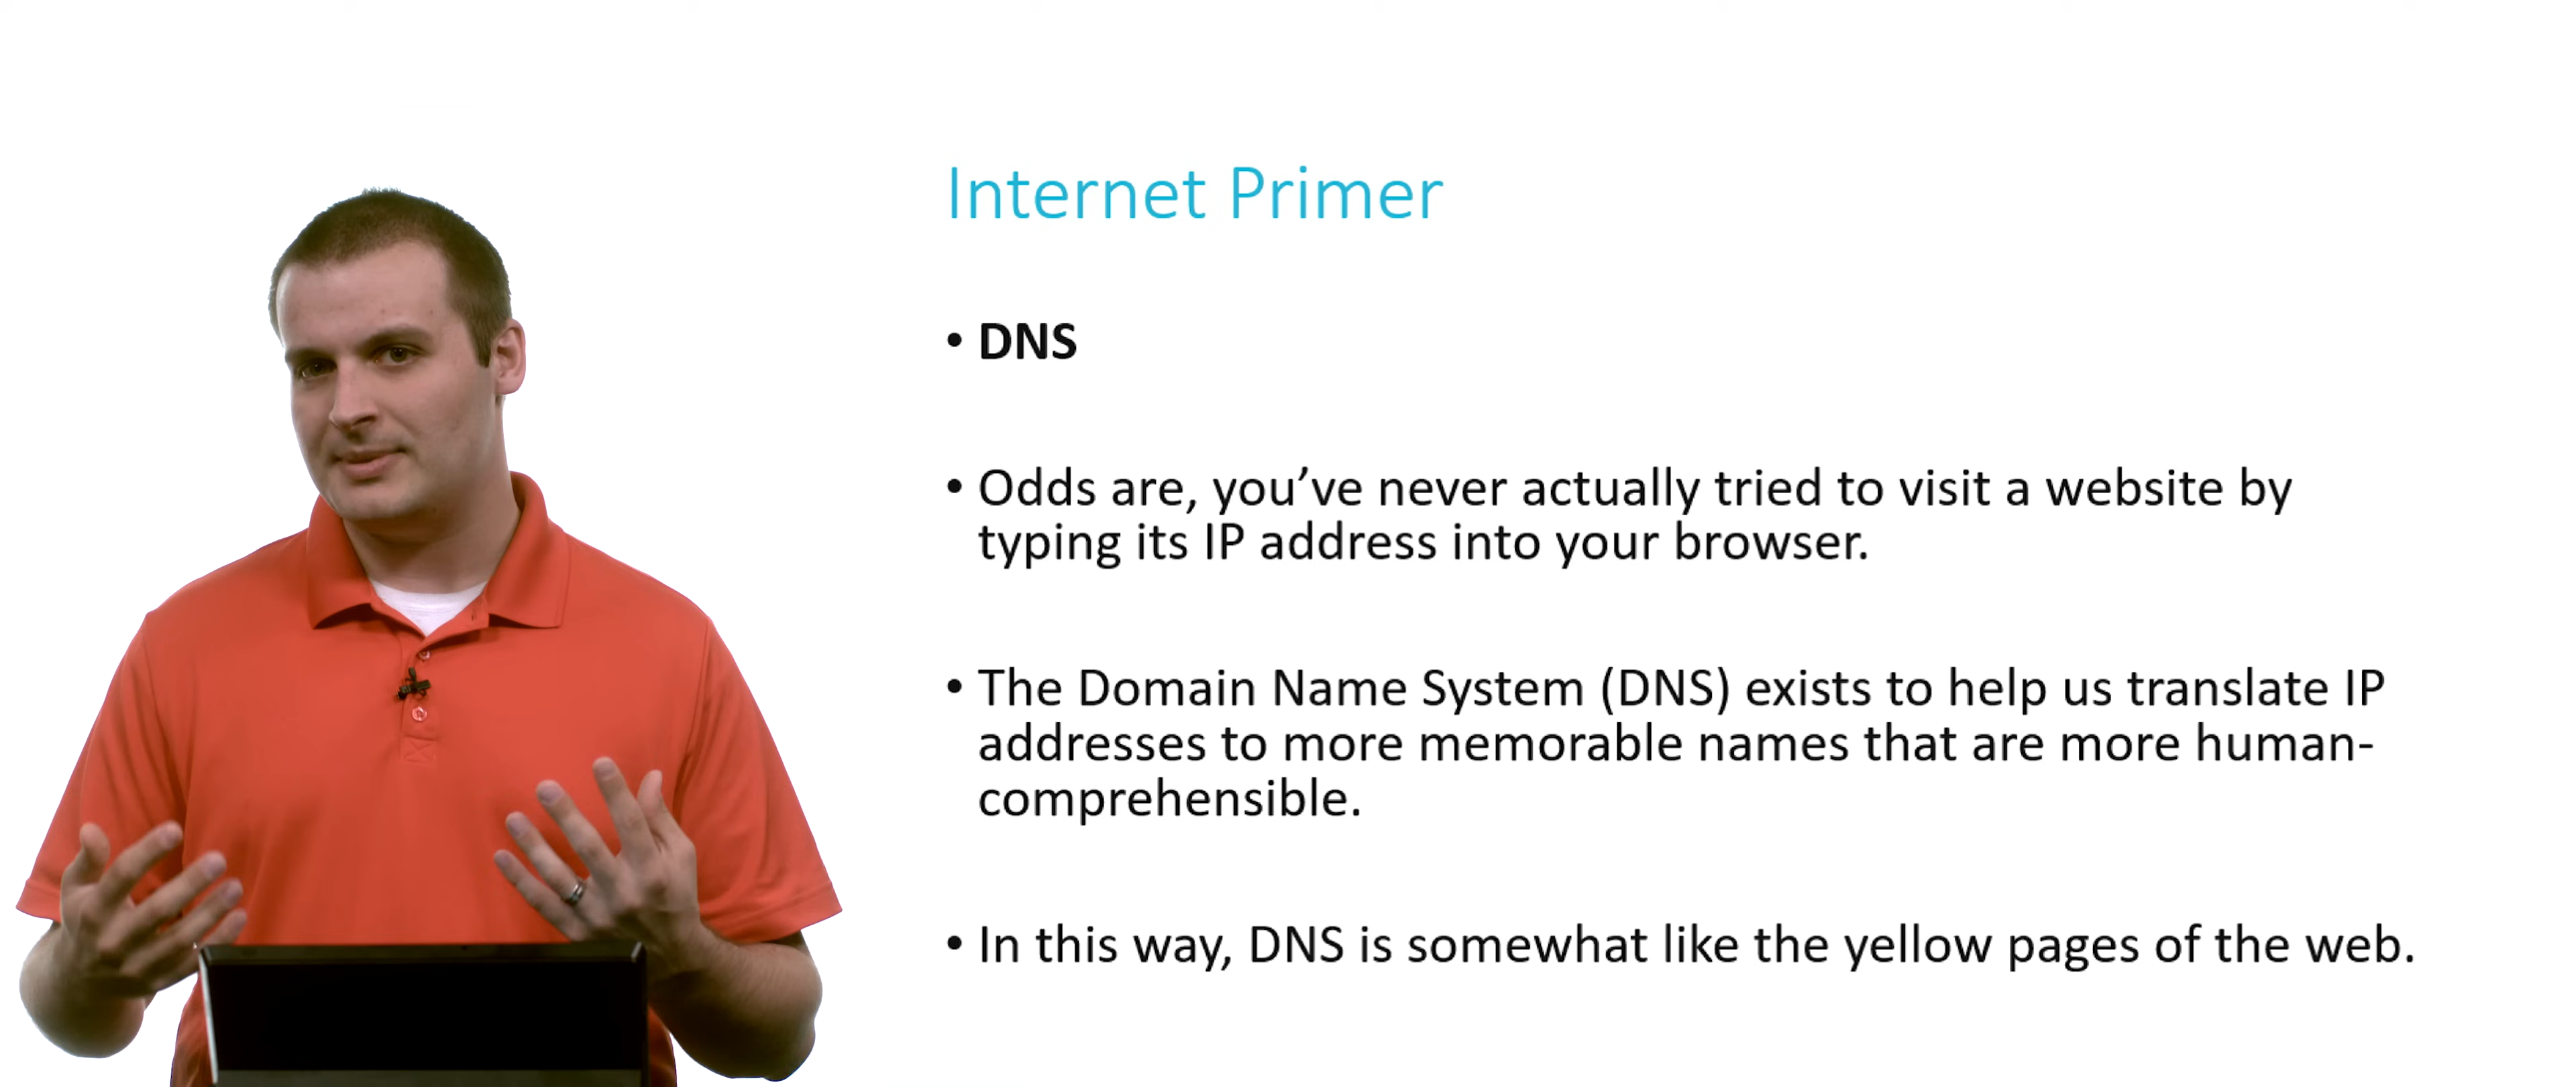 Internet Primer
• DNS
• Odds are, you’ve never actually tried to visit a website by
typing its IP address into your browser.
• The Domain Name System (DNS) exists to help us translate IP
addresses to more memorable names that are more human-
comprehensible.
• In this way, DNS is somewhat like the yellow pages of the web.